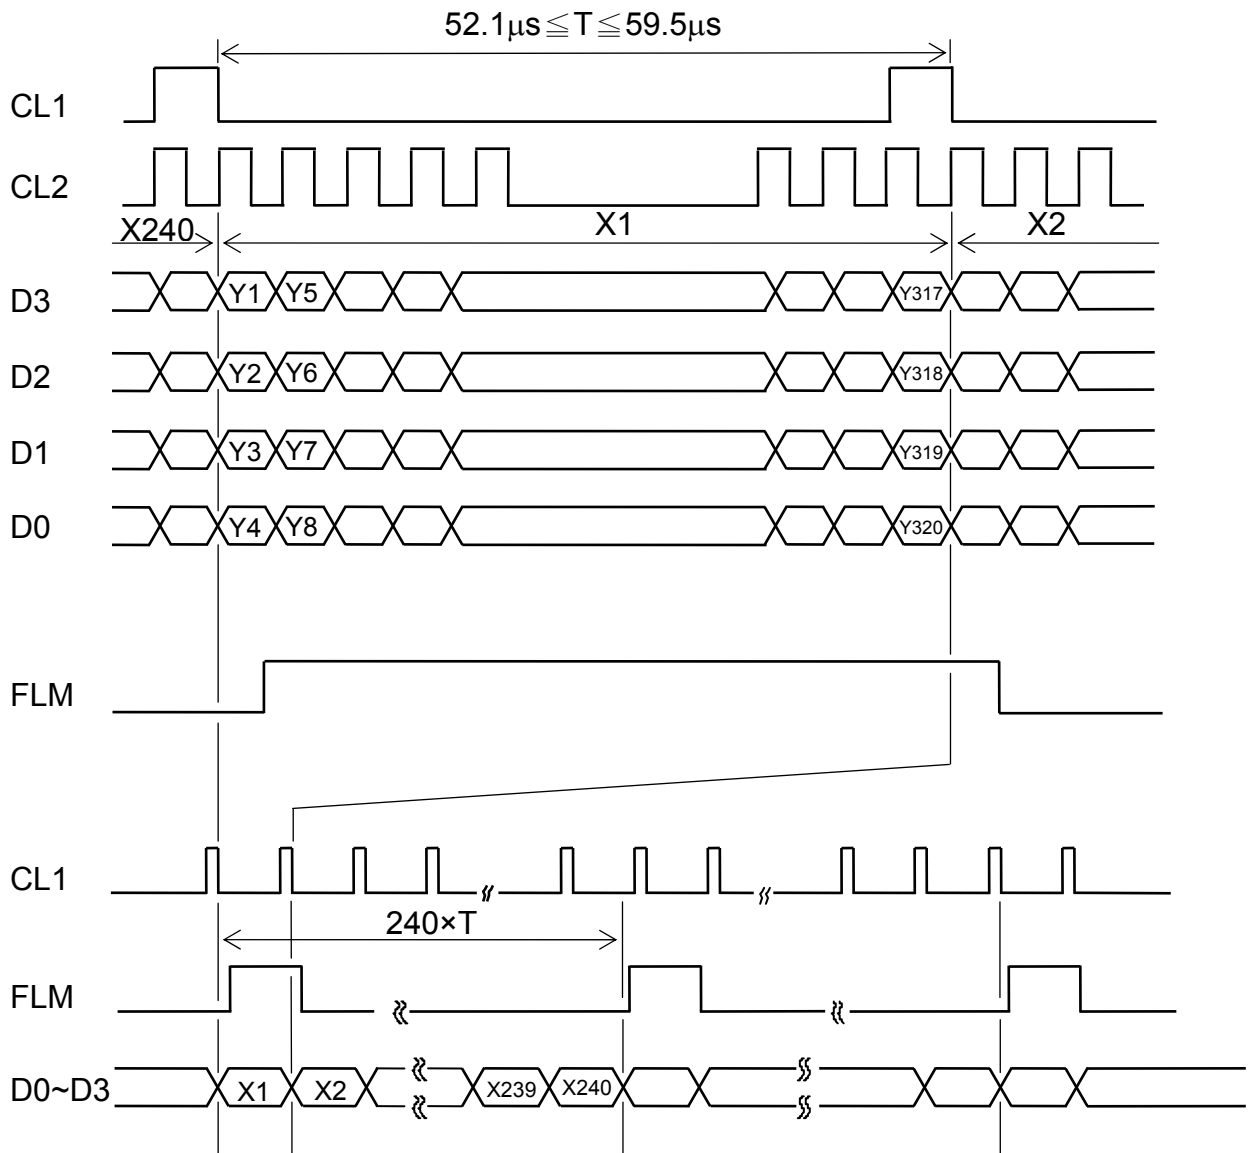 52.1μs≦T≦59.5μs
CL1
CL2
X240 X1 X2
D3 Y1 Y5 Y317
D2 Y2 Y6 Y318
D1 Y3 Y7 Y319
D0 Y4 Y8 Y320
FLM
CL1
240×T
FLM
D0~D3 X1 X2 X239 X240